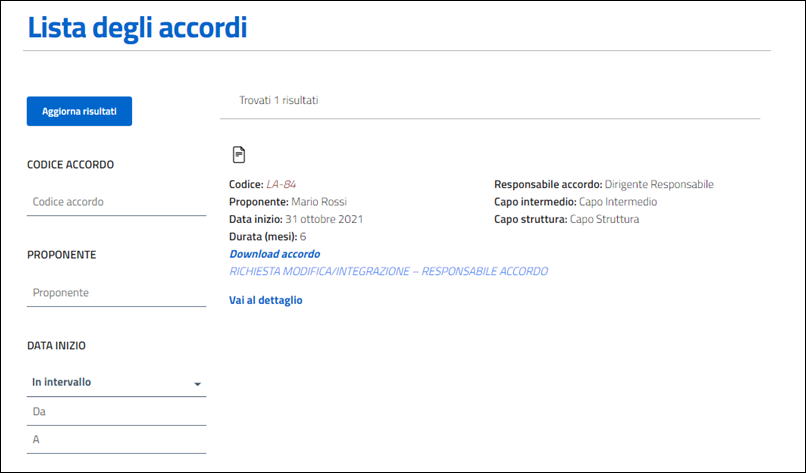 Lista degli accordi
Aggiorna risultati
CODICE ACCORDO
Codice accordo
PROPONENTE
Proponente
DATA INIZIO
In intervallo
Da
A
Trovati 1 risultati
Codice: LA-84
Proponente: Mario Rossi
Data inizio: 31 ottobre 2021
Durata (mesi): 6
Download accordo
RICHIESTA MODIFICA/INTEGRAZIONE – RESPONSABILE ACCORDO
Vai al dettaglio
Responsabile accordo: Dirigente Responsabile
Capo intermedio: Capo Intermedio
Capo struttura: Capo Struttura